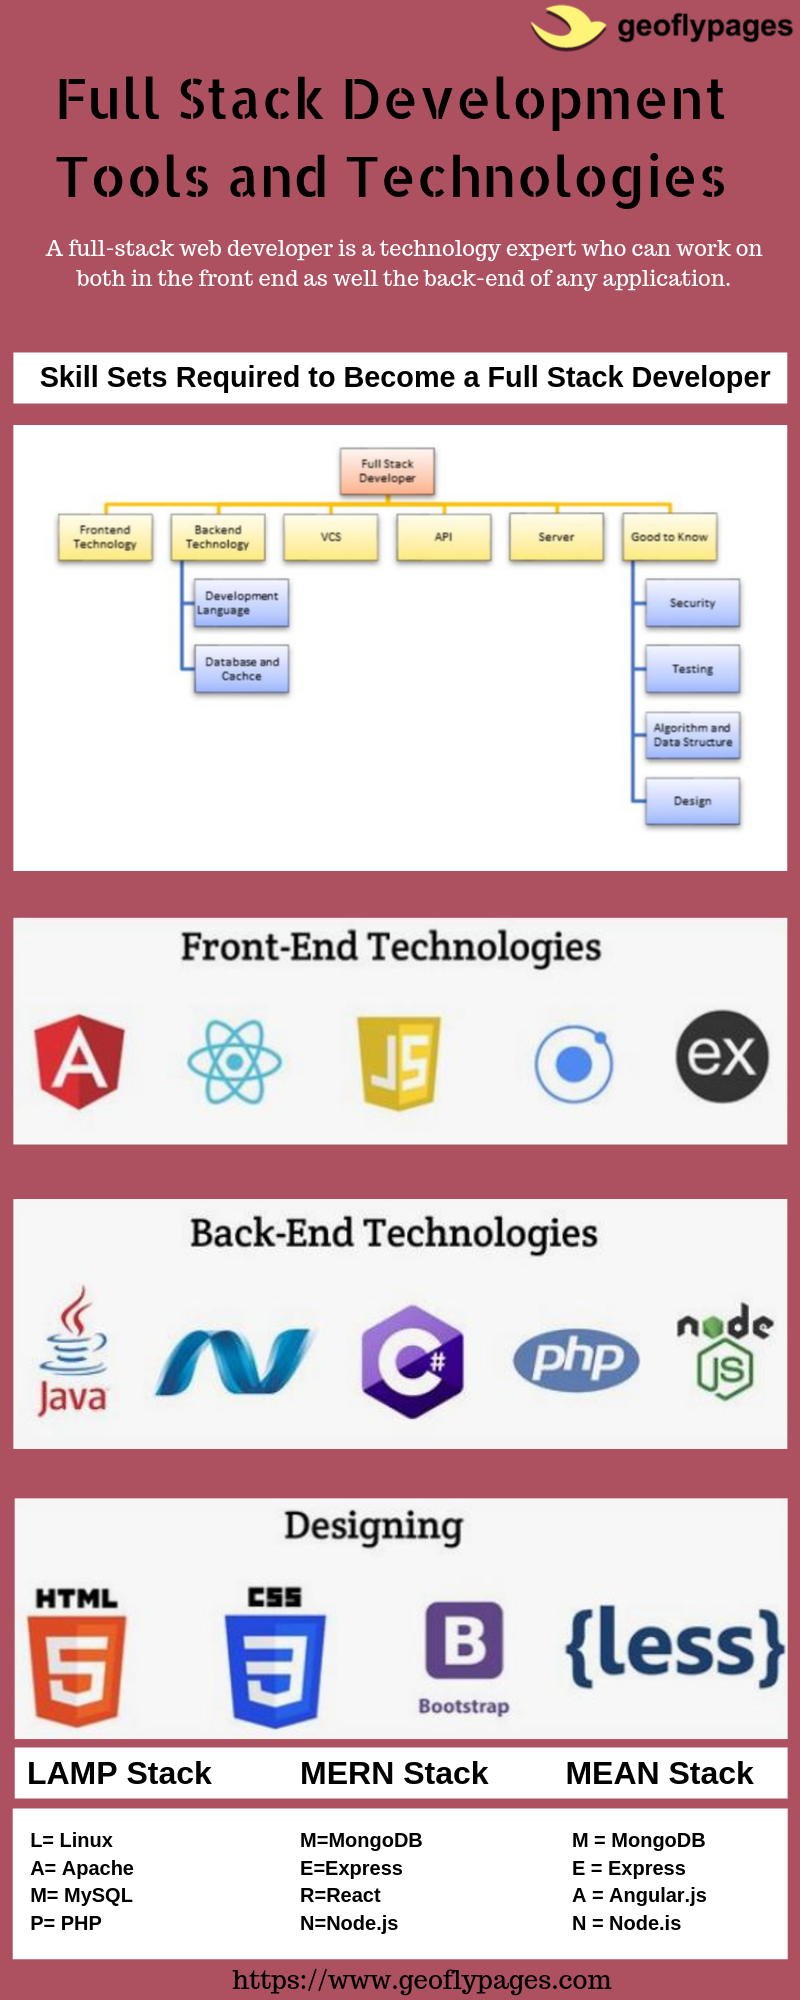 geoflypages
Full Stack Development
Tools and Technologies
A full-stack web developer is a technology expert who can work on
both in the front end as well the back-end of any application.
Skill Sets Required to Become a Full Stack Developer
Full Stack
Developer
Frontend
Technology
Backend
Technology
VCS
API
Server
Good to Know
Development
Language
Database and
Cachce
Security
Testing
Algorithm and
Data Structure
Design
Front-End Technologies
A
JS
ex
Back-End Technologies
Java
C#
php
node
JS
Designing
HTML
5
CSS
3
B
Bootstrap
{less}
LAMP Stack
L= Linux
A= Apache
M= MySQL
P= PHP
MERN Stack
M=MongoDB
E=Express
R=React
N=Node.js
MEAN Stack
M = MongoDB
E = Express
A = Angular.js
N = Node.is
https://www.geoflypages.com